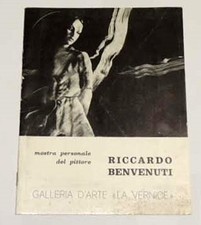 mostra personale
del pittore
RICCARDO
BENVENUTI
GALLERIA D'ARTE «LA VERNICE»